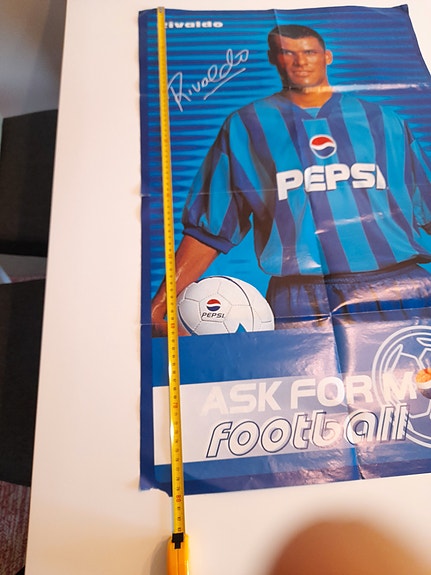 Rivaldo
Rivaldo
PEPSI
PEPSI
ASK FOR
football